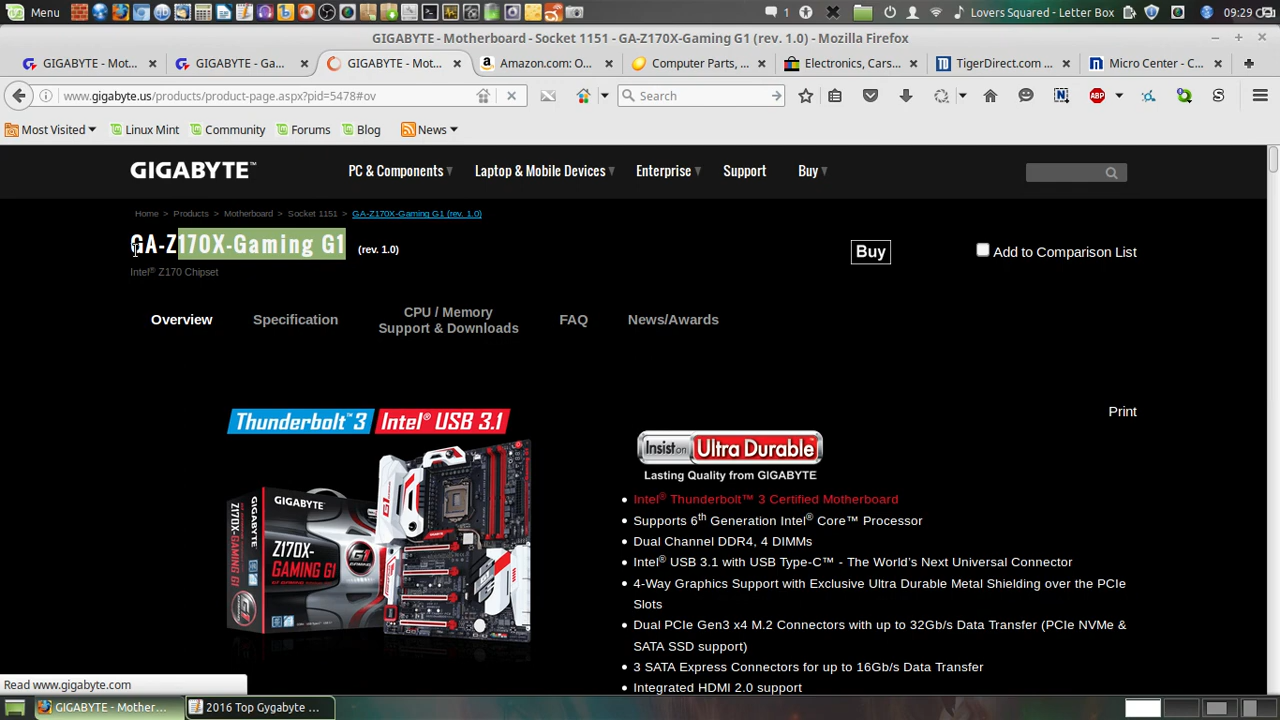 Menu
1
Lovers Squared - Letter Box
09:29
GIGABYTE - Motherboard - Socket 1151 - GA-Z170X-Gaming G1 (rev. 1.0) - Mozilla Firefox
GIGABYTE - Mot...
GIGABYTE - Ga...
GIGABYTE - Mot...
Amazon.com: O...
Computer Parts, ...
Electronics, Cars...
TigerDirect.com ...
Micro Center - C...
www.gigabyte.us/products/product-page.aspx?pid=5478#ov
Search
ABP
Most Visited
Linux Mint
Community
Forums
Blog
News
GIGABYTE™
PC & Components
Laptop & Mobile Devices
Enterprise
Support
Buy
Home > Products > Motherboard > Socket 1151 > GA-Z170X-Gaming G1 (rev. 1.0)
GA-Z170X-Gaming G1 (rev. 1.0)
Buy
Add to Comparison List
Intel® Z170 Chipset
Overview
Specification
CPU / Memory
Support & Downloads
FAQ
News/Awards
Print
Thunderbolt™ 3
Intel® USB 3.1
Insist on Ultra Durable
Lasting Quality from GIGABYTE
GIGABYTE
Z170X-
GAMING G1
Z170X-GAMING G1
G1
Intel® Thunderbolt™ 3 Certified Motherboard
Supports 6th Generation Intel® Core™ Processor
Dual Channel DDR4, 4 DIMMs
Intel® USB 3.1 with USB Type-C™ - The World's Next Universal Connector
4-Way Graphics Support with Exclusive Ultra Durable Metal Shielding over the PCIe
Slots
Dual PCIe Gen3 x4 M.2 Connectors with up to 32Gb/s Data Transfer (PCIe NVMe &
SATA SSD support)
3 SATA Express Connectors for up to 16Gb/s Data Transfer
Integrated HDMI 2.0 support
Read www.gigabyte.com
GIGABYTE - Mother...
2016 Top Gygabyte ...